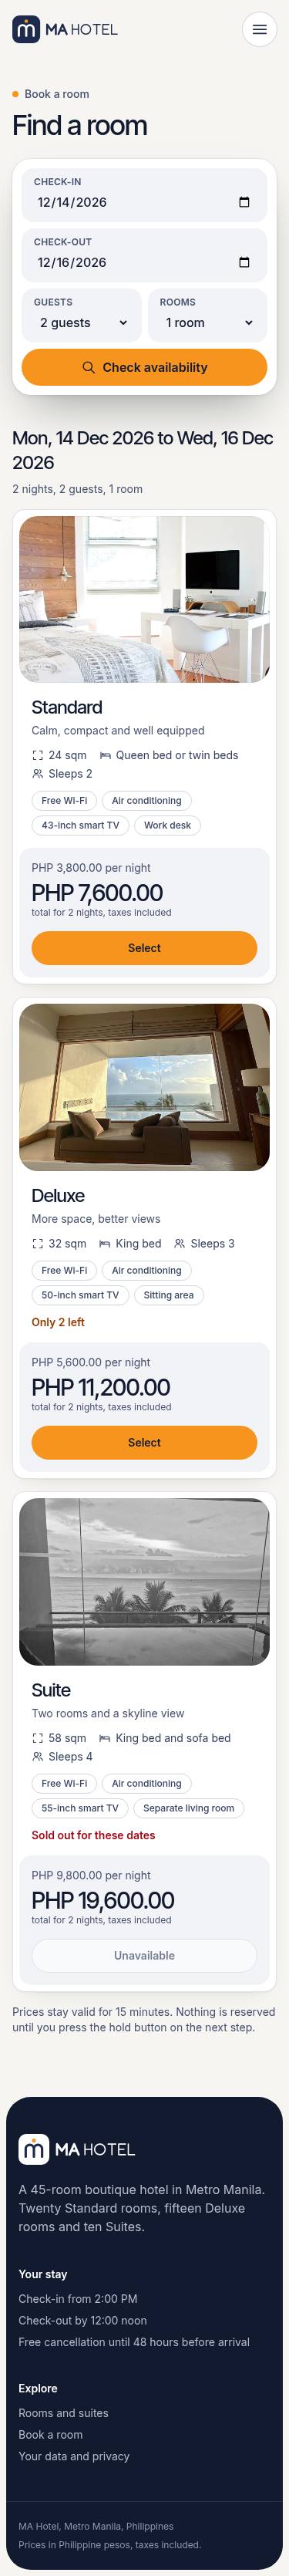 MA HOTEL
Book a room
Find a room
CHECK-IN
12/14/2026
CHECK-OUT
12/16/2026
GUESTS
2 guests
ROOMS
1 room
Check availability
Mon, 14 Dec 2026 to Wed, 16 Dec
2026
2 nights, 2 guests, 1 room
Standard
Calm, compact and well equipped
24 sqm Queen bed or twin beds
Sleeps 2
Free Wi-Fi Air conditioning
43-inch smart TV Work desk
PHP 3,800.00 per night
PHP 7,600.00
total for 2 nights, taxes included
Select
Deluxe
More space, better views
32 sqm King bed Sleeps 3
Free Wi-Fi Air conditioning
50-inch smart TV Sitting area
Only 2 left
PHP 5,600.00 per night
PHP 11,200.00
total for 2 nights, taxes included
Select
Suite
Two rooms and a skyline view
58 sqm King bed and sofa bed
Sleeps 4
Free Wi-Fi Air conditioning
55-inch smart TV Separate living room
Sold out for these dates
PHP 9,800.00 per night
PHP 19,600.00
total for 2 nights, taxes included
Unavailable
Prices stay valid for 15 minutes. Nothing is reserved
until you press the hold button on the next step.
MA HOTEL
A 45-room boutique hotel in Metro Manila.
Twenty Standard rooms, fifteen Deluxe
rooms and ten Suites.
Your stay
Check-in from 2:00 PM
Check-out by 12:00 noon
Free cancellation until 48 hours before arrival
Explore
Rooms and suites
Book a room
Your data and privacy
MA Hotel, Metro Manila, Philippines
Prices in Philippine pesos, taxes included.